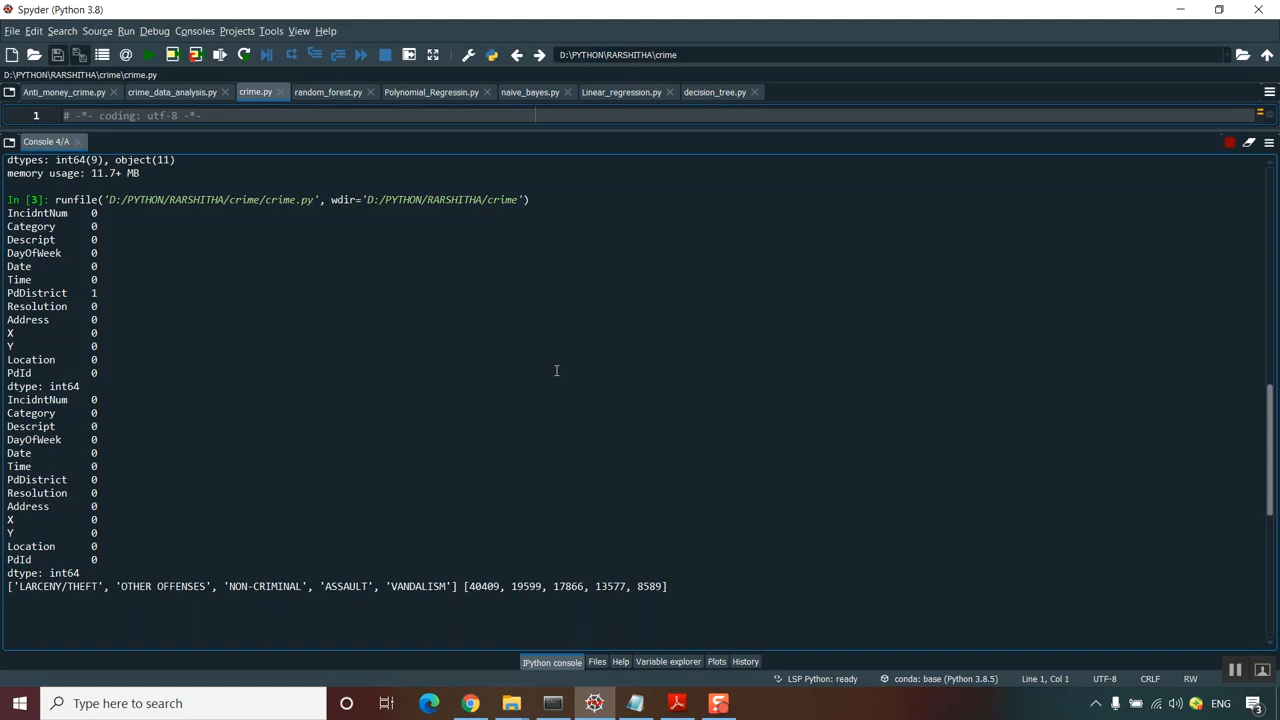 Spyder (Python 3.8)
File Edit Search Source Run Debug Consoles Projects Tools View Help
D:\PYTHON\RARSHITHA\crime
D:\PYTHON\RARSHITHA\crime\crime.py
Anti_money_crime.py crime_data_analysis.py crime.py random_forest.py Polynomial_Regressin.py naive_bayes.py Linear_regression.py decision_tree.py
1 # -*- coding: utf-8 -*-
Console 4/A
dtypes: int64(9), object(11)
memory usage: 11.7+ MB
In [3]: runfile('D:/PYTHON/RARSHITHA/crime/crime.py', wdir='D:/PYTHON/RARSHITHA/crime')
IncidntNum 0
Category 0
Descript 0
DayOfWeek 0
Date 0
Time 0
PdDistrict 1
Resolution 0
Address 0
X 0
Y 0
Location 0
PdId 0
dtype: int64
IncidntNum 0
Category 0
Descript 0
DayOfWeek 0
Date 0
Time 0
PdDistrict 0
Resolution 0
Address 0
X 0
Y 0
Location 0
PdId 0
dtype: int64
['LARCENY/THEFT', 'OTHER OFFENSES', 'NON-CRIMINAL', 'ASSAULT', 'VANDALISM'] [40409, 19599, 17866, 13577, 8589]
IPython console Files Help Variable explorer Plots History
LSP Python: ready conda: base (Python 3.8.5) Line 1, Col 1 UTF-8 CRLF RW
Type here to search ENG 3